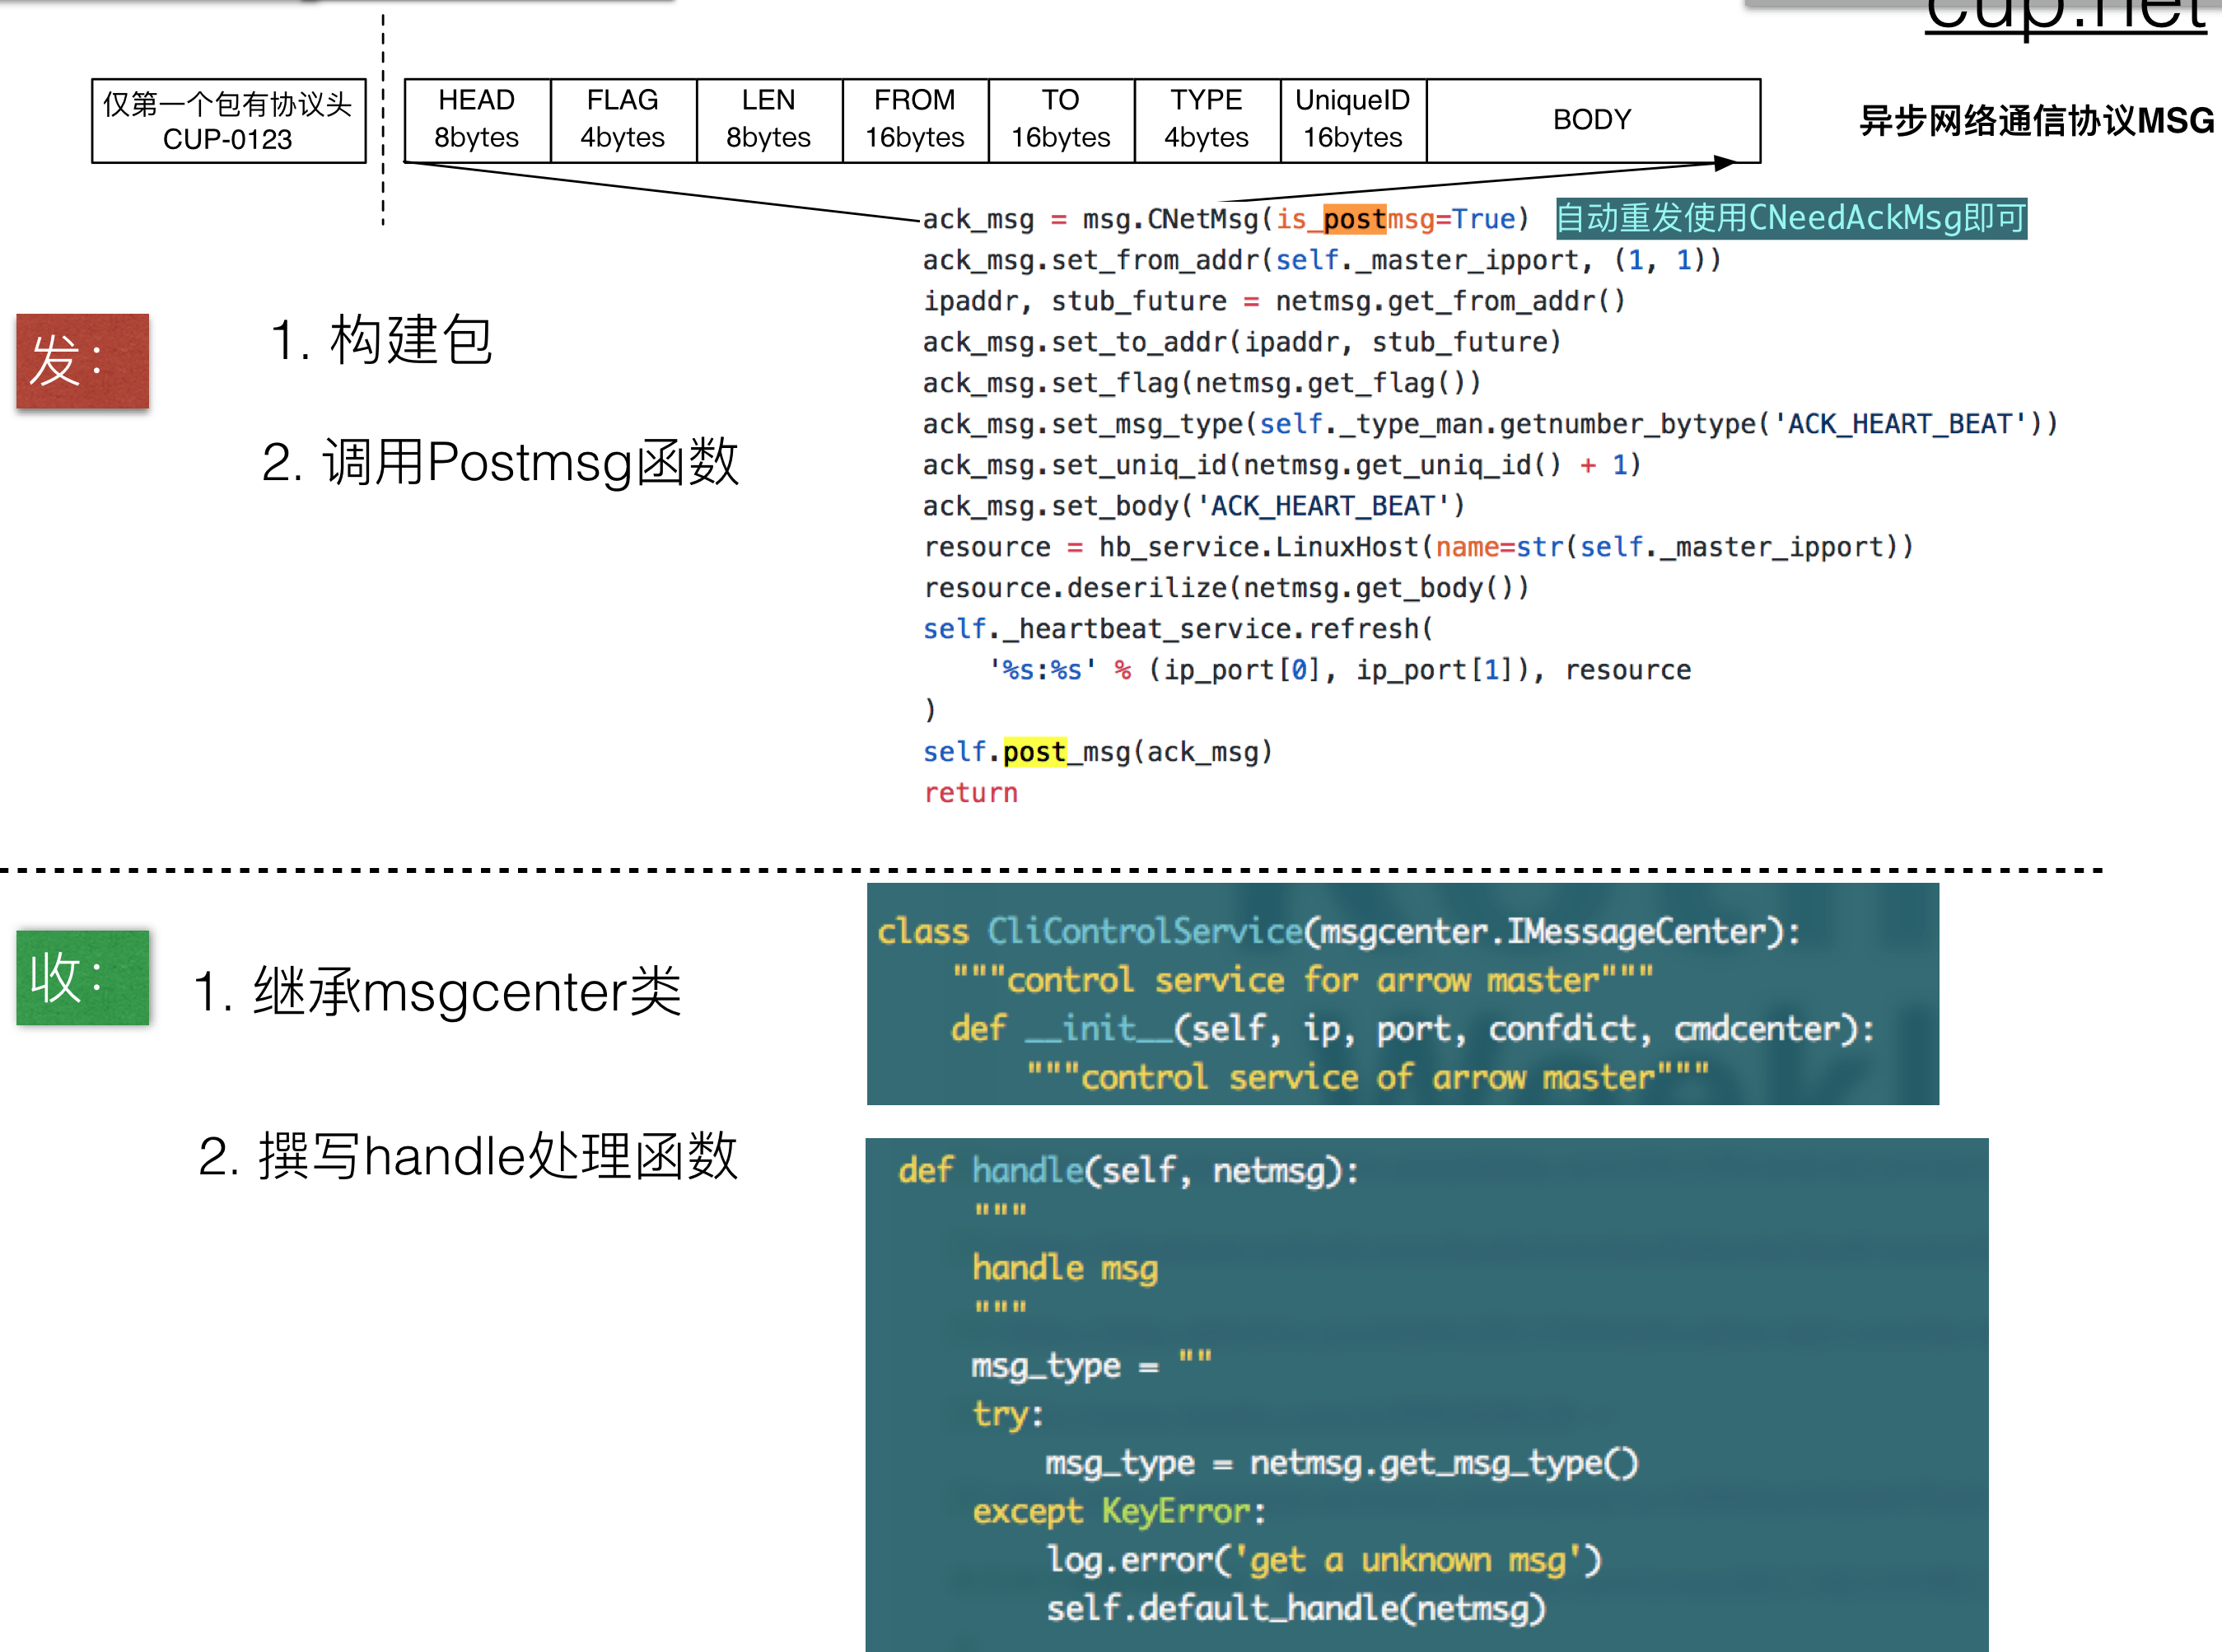 cup.net
仅第一个包有协议头
CUP-0123
HEAD
8bytes
FLAG
4bytes
LEN
8bytes
FROM
16bytes
TO
16bytes
TYPE
4bytes
UniqueID
16bytes
BODY
异步网络通信协议MSG
发：
1. 构建包
2. 调用Postmsg函数
ack_msg = msg.CNetMsg(is_postmsg=True)
自动重发使用CNeedAckMsg即可
ack_msg.set_from_addr(self._master_ipport, (1, 1))
ipaddr, stub_future = netmsg.get_from_addr()
ack_msg.set_to_addr(ipaddr, stub_future)
ack_msg.set_flag(netmsg.get_flag())
ack_msg.set_msg_type(self._type_man.getnumber_bytype('ACK_HEART_BEAT'))
ack_msg.set_uniq_id(netmsg.get_uniq_id() + 1)
ack_msg.set_body('ACK_HEART_BEAT')
resource = hb_service.LinuxHost(name=str(self._master_ipport))
resource.deserilize(netmsg.get_body())
self._heartbeat_service.refresh(
'%s:%s' % (ip_port[0], ip_port[1]), resource
)
self.post_msg(ack_msg)
return
收：
1. 继承msgcenter类
2. 撰写handle处理函数
class CliControlService(msgcenter.IMessageCenter):
"""control service for arrow master"""
def __init__(self, ip, port, confdict, cmdcenter):
"""control service of arrow master"""
def handle(self, netmsg):
"""
handle msg
"""
msg_type = ""
try:
msg_type = netmsg.get_msg_type()
except KeyError:
log.error('get a unknown msg')
self.default_handle(netmsg)